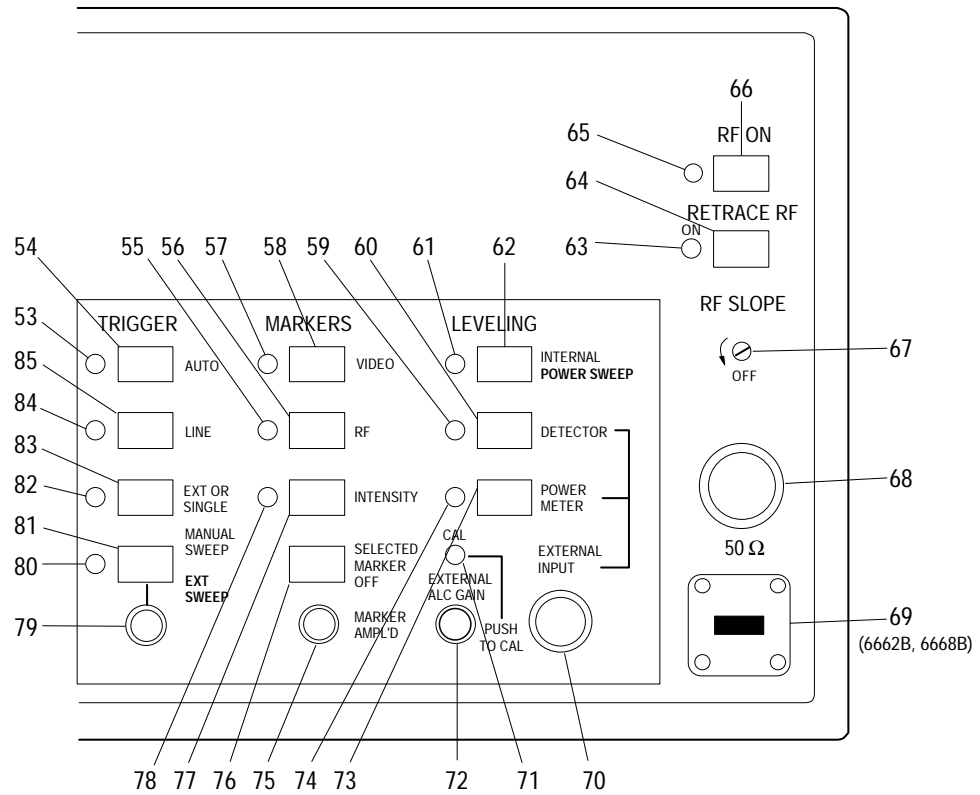 66
65
RF ON
64
RETRACE RF
54
55
56
57
58
59
60
61
62
63
ON
RF SLOPE
53
TRIGGER
MARKERS
LEVELING
AUTO
VIDEO
INTERNAL
POWER SWEEP
67
OFF
85
84
LINE
RF
DETECTOR
83
82
EXT OR
SINGLE
INTENSITY
POWER
METER
68
81
80
MANUAL
SWEEP
EXT
SWEEP
SELECTED
MARKER
OFF
CAL
EXTERNAL
ALC GAIN
EXTERNAL
INPUT
50 Ω
79
MARKER
AMPL'D
PUSH
TO CAL
69
(6662B, 6668B)
78
77
76
75
74
73
72
71
70